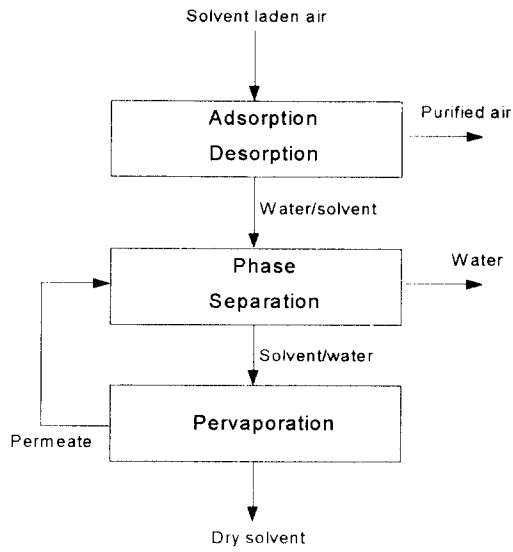 Solvent laden air
Adsorption
Desorption
Purified air
Water/solvent
Phase
Separation
Water
Solvent/water
Pervaporation
Permeate
Dry solvent